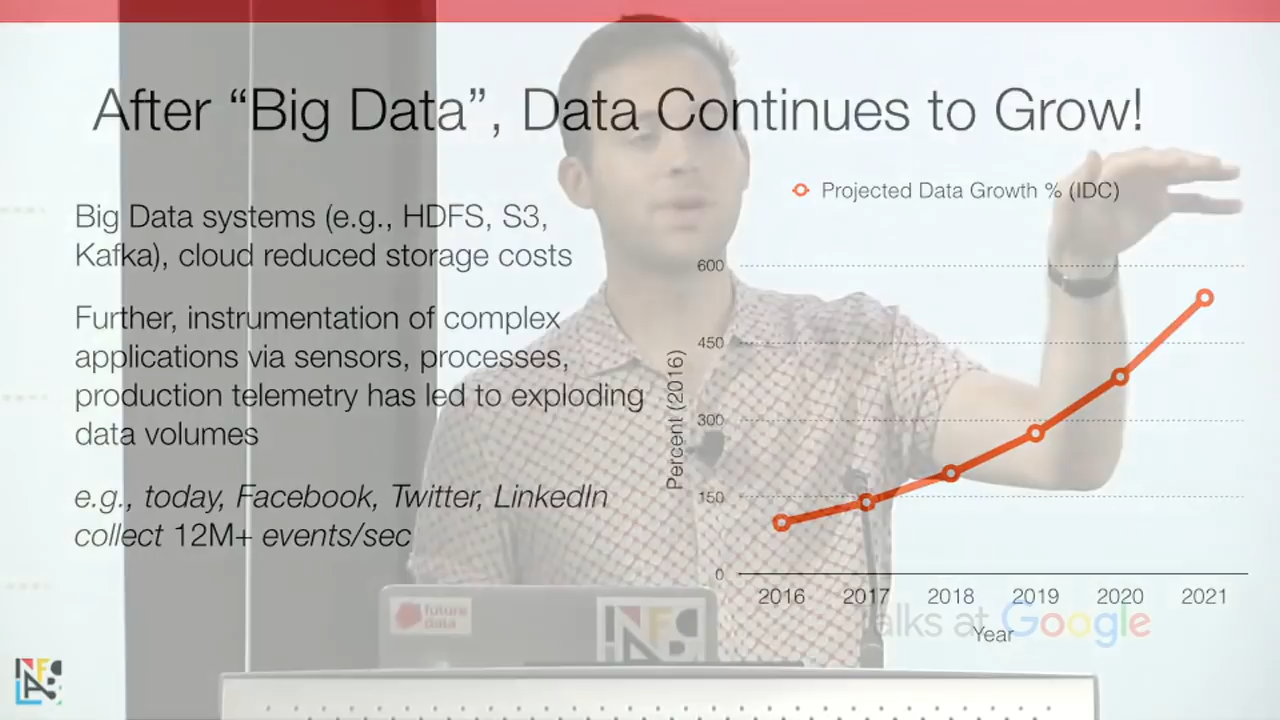 After “Big Data”, Data Continues to Grow!
Big Data systems (e.g., HDFS, S3,
Kafka), cloud reduced storage costs
Further, instrumentation of complex
applications via sensors, processes,
production telemetry has led to exploding
data volumes
e.g., today, Facebook, Twitter, LinkedIn
collect 12M+ events/sec
Projected Data Growth % (IDC)
Percent (2016)
600
450
300
150
0
2016 2017 2018 2019 2020 2021
Year
Talks at Google
future
data
INFO
LAB